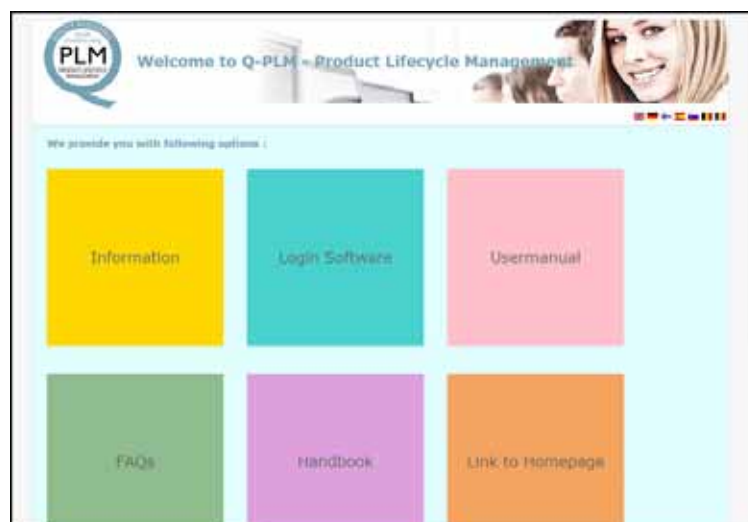 PLM
Welcome to Q-PLM - Product Lifecycle Management
We provide you with following options :
Information
Login Software
Usermanual
FAQs
Handbook
Link to Homepage